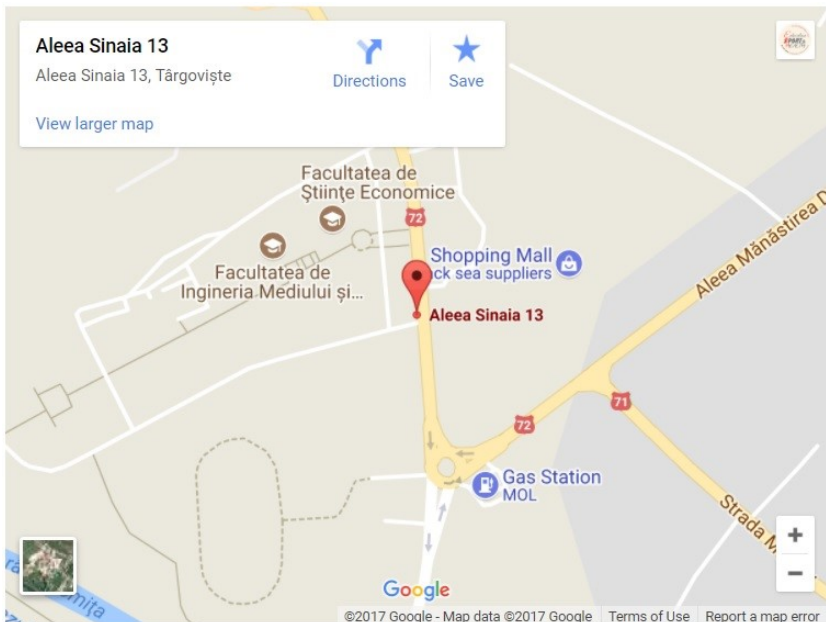 Aleea Sinaia 13
Aleea Sinaia 13, Târgoviște
Directions
Save
View larger map
Facultatea de
Științe Economice
72
Facultatea de
Ingineria Mediului și...
Shopping Mall
ck sea suppliers
Aleea Sinaia 13
Aleea Mănăstirea D
71
72
Gas Station
MOL
Strada M
mița
Google
©2017 Google - Map data ©2017 Google
Terms of Use
Report a map error